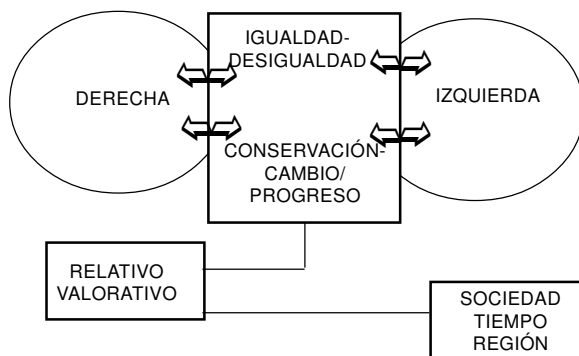 IGUALDAD-
DESIGUALDAD
DERECHA
IZQUIERDA
CONSERVACIÓN-
CAMBIO/
PROGRESO
RELATIVO
VALORATIVO
SOCIEDAD
TIEMPO
REGIÓN